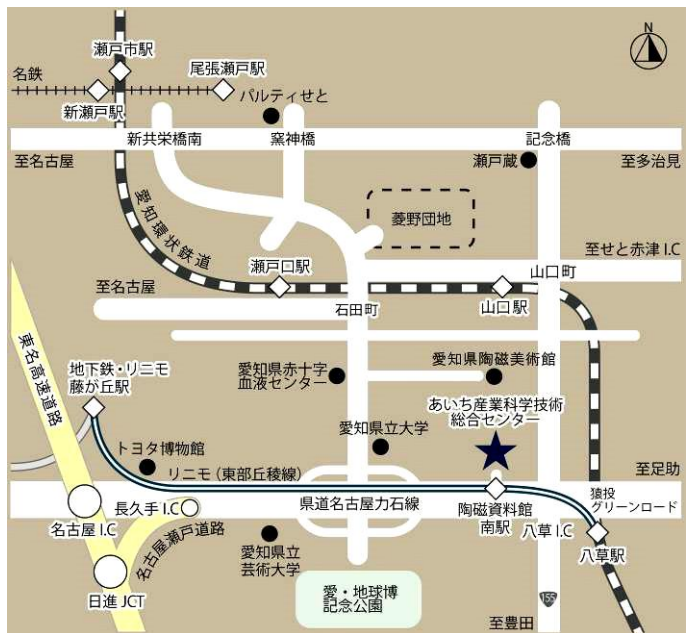 N
瀬戸市駅
名鉄
尾張瀬戸駅
新瀬戸駅
パルティせと
新共栄橋南
窯神橋
記念橋
至名古屋
瀬戸蔵
至多治見
愛知環状鉄道
菱野団地
至せと赤津I.C
瀬戸口駅
山口町
至名古屋
石田町
山口駅
東名高速道路
地下鉄・リニモ
藤が丘駅
愛知県赤十字
血液センター
愛知県陶磁美術館
あいち産業科学技術
総合センター
愛知県立大学
トヨタ博物館
リニモ（東部丘陵線）
至足助
長久手I.C
県道名古屋力石線
陶磁資料館
南駅
猿投
グリーンロード
名古屋I.C
名古屋瀬戸道路
八草I.C
八草駅
愛知県立
芸術大学
日進JCT
愛・地球博
記念公園
155
至豊田